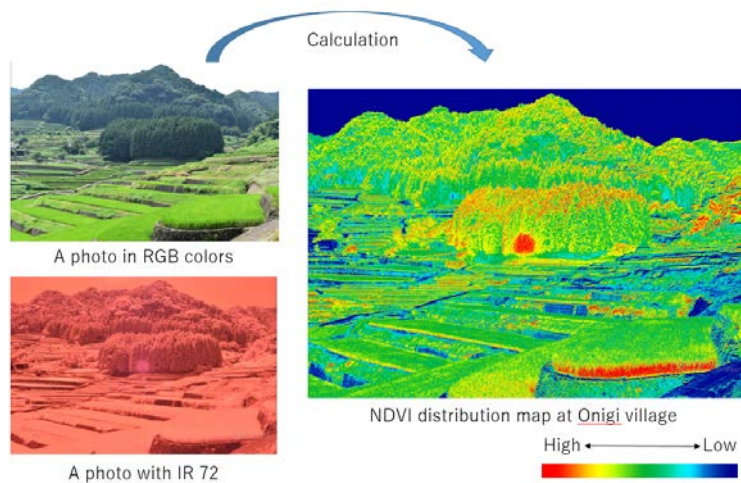 Calculation
A photo in RGB colors
A photo with IR 72
NDVI distribution map at Onigi village
High
Low